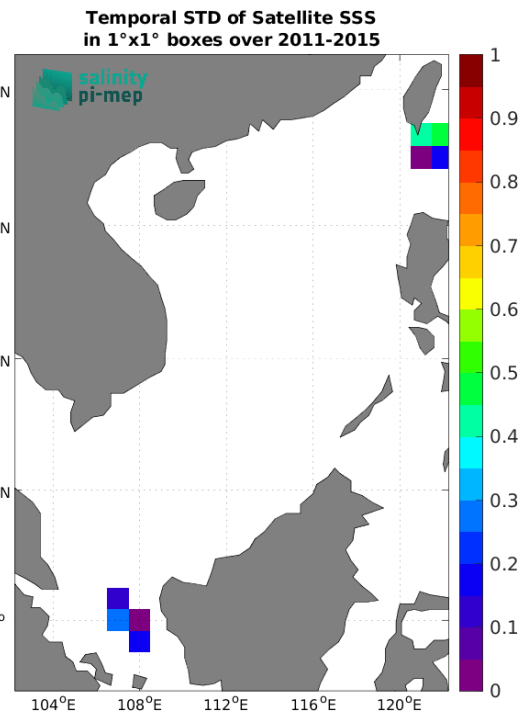 Temporal STD of Satellite SSS
in 1°x1° boxes over 2011-2015
salinity
pi-mep
N
N
N
N
°
104°E
108°E
112°E
116°E
120°E
1
0.9
0.8
0.7
0.6
0.5
0.4
0.3
0.2
0.1
0